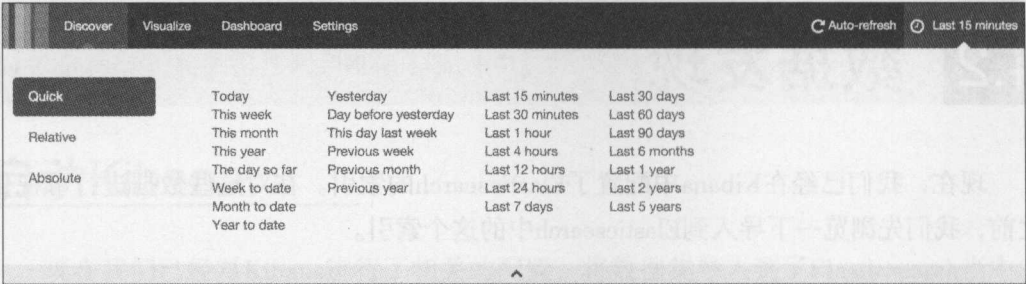 Discover Visualize Dashboard Settings Auto-refresh Last 15 minutes
Quick
Relative
Absolute
Today Yesterday Last 15 minutes Last 30 days
This week Day before yesterday Last 30 minutes Last 60 days
This month This day last week Last 1 hour Last 90 days
This year Previous week Last 4 hours Last 6 months
The day so far Previous month Last 12 hours Last 1 year
Week to date Previous year Last 24 hours Last 2 years
Month to date Last 7 days Last 5 years
Year to date